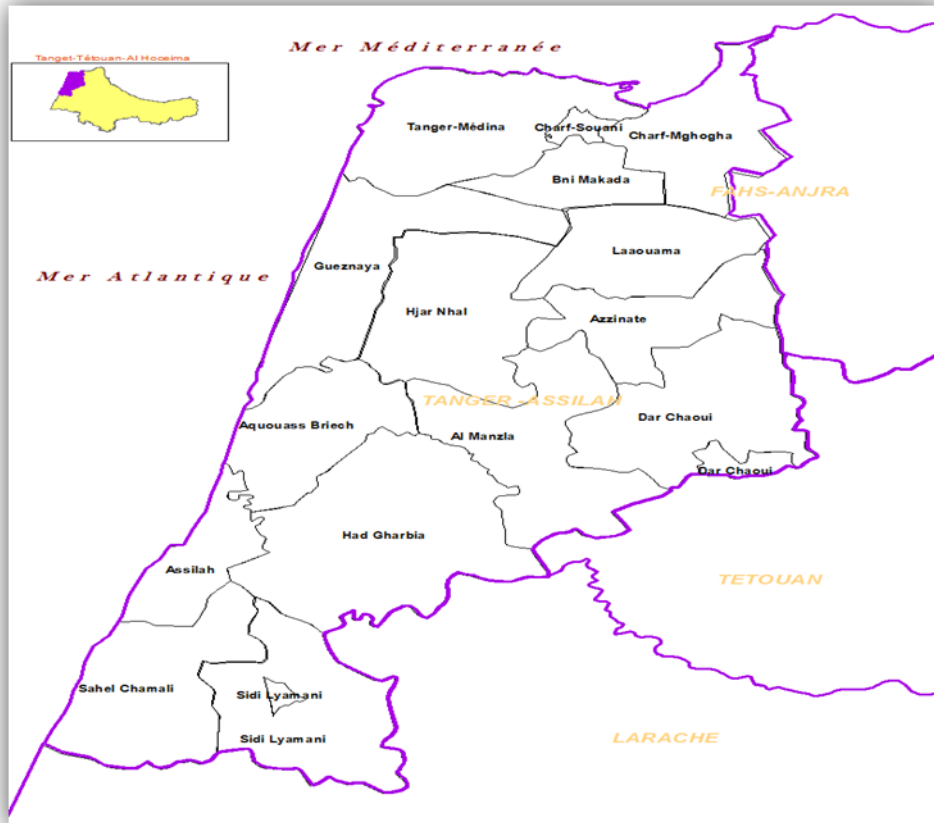 Mer Méditerranée
Tanget-Tétouan-Al Hoceima
Tanger-Médina
Charf-Souani
Charf-Mghogha
Bni Makada
FAHS-ANJRA
Laaouama
Gueznaya
Mer Atlantique
Hjar Nhal
Azzinate
TANGER-ASSILAH
Dar Chaoui
Aquouass Briech
Al Manzla
Dar Chaoui
Had Gharbia
Assilah
TETOUAN
Sahel Chamali
Sidi Lyamani
Sidi Lyamani
LARACHE